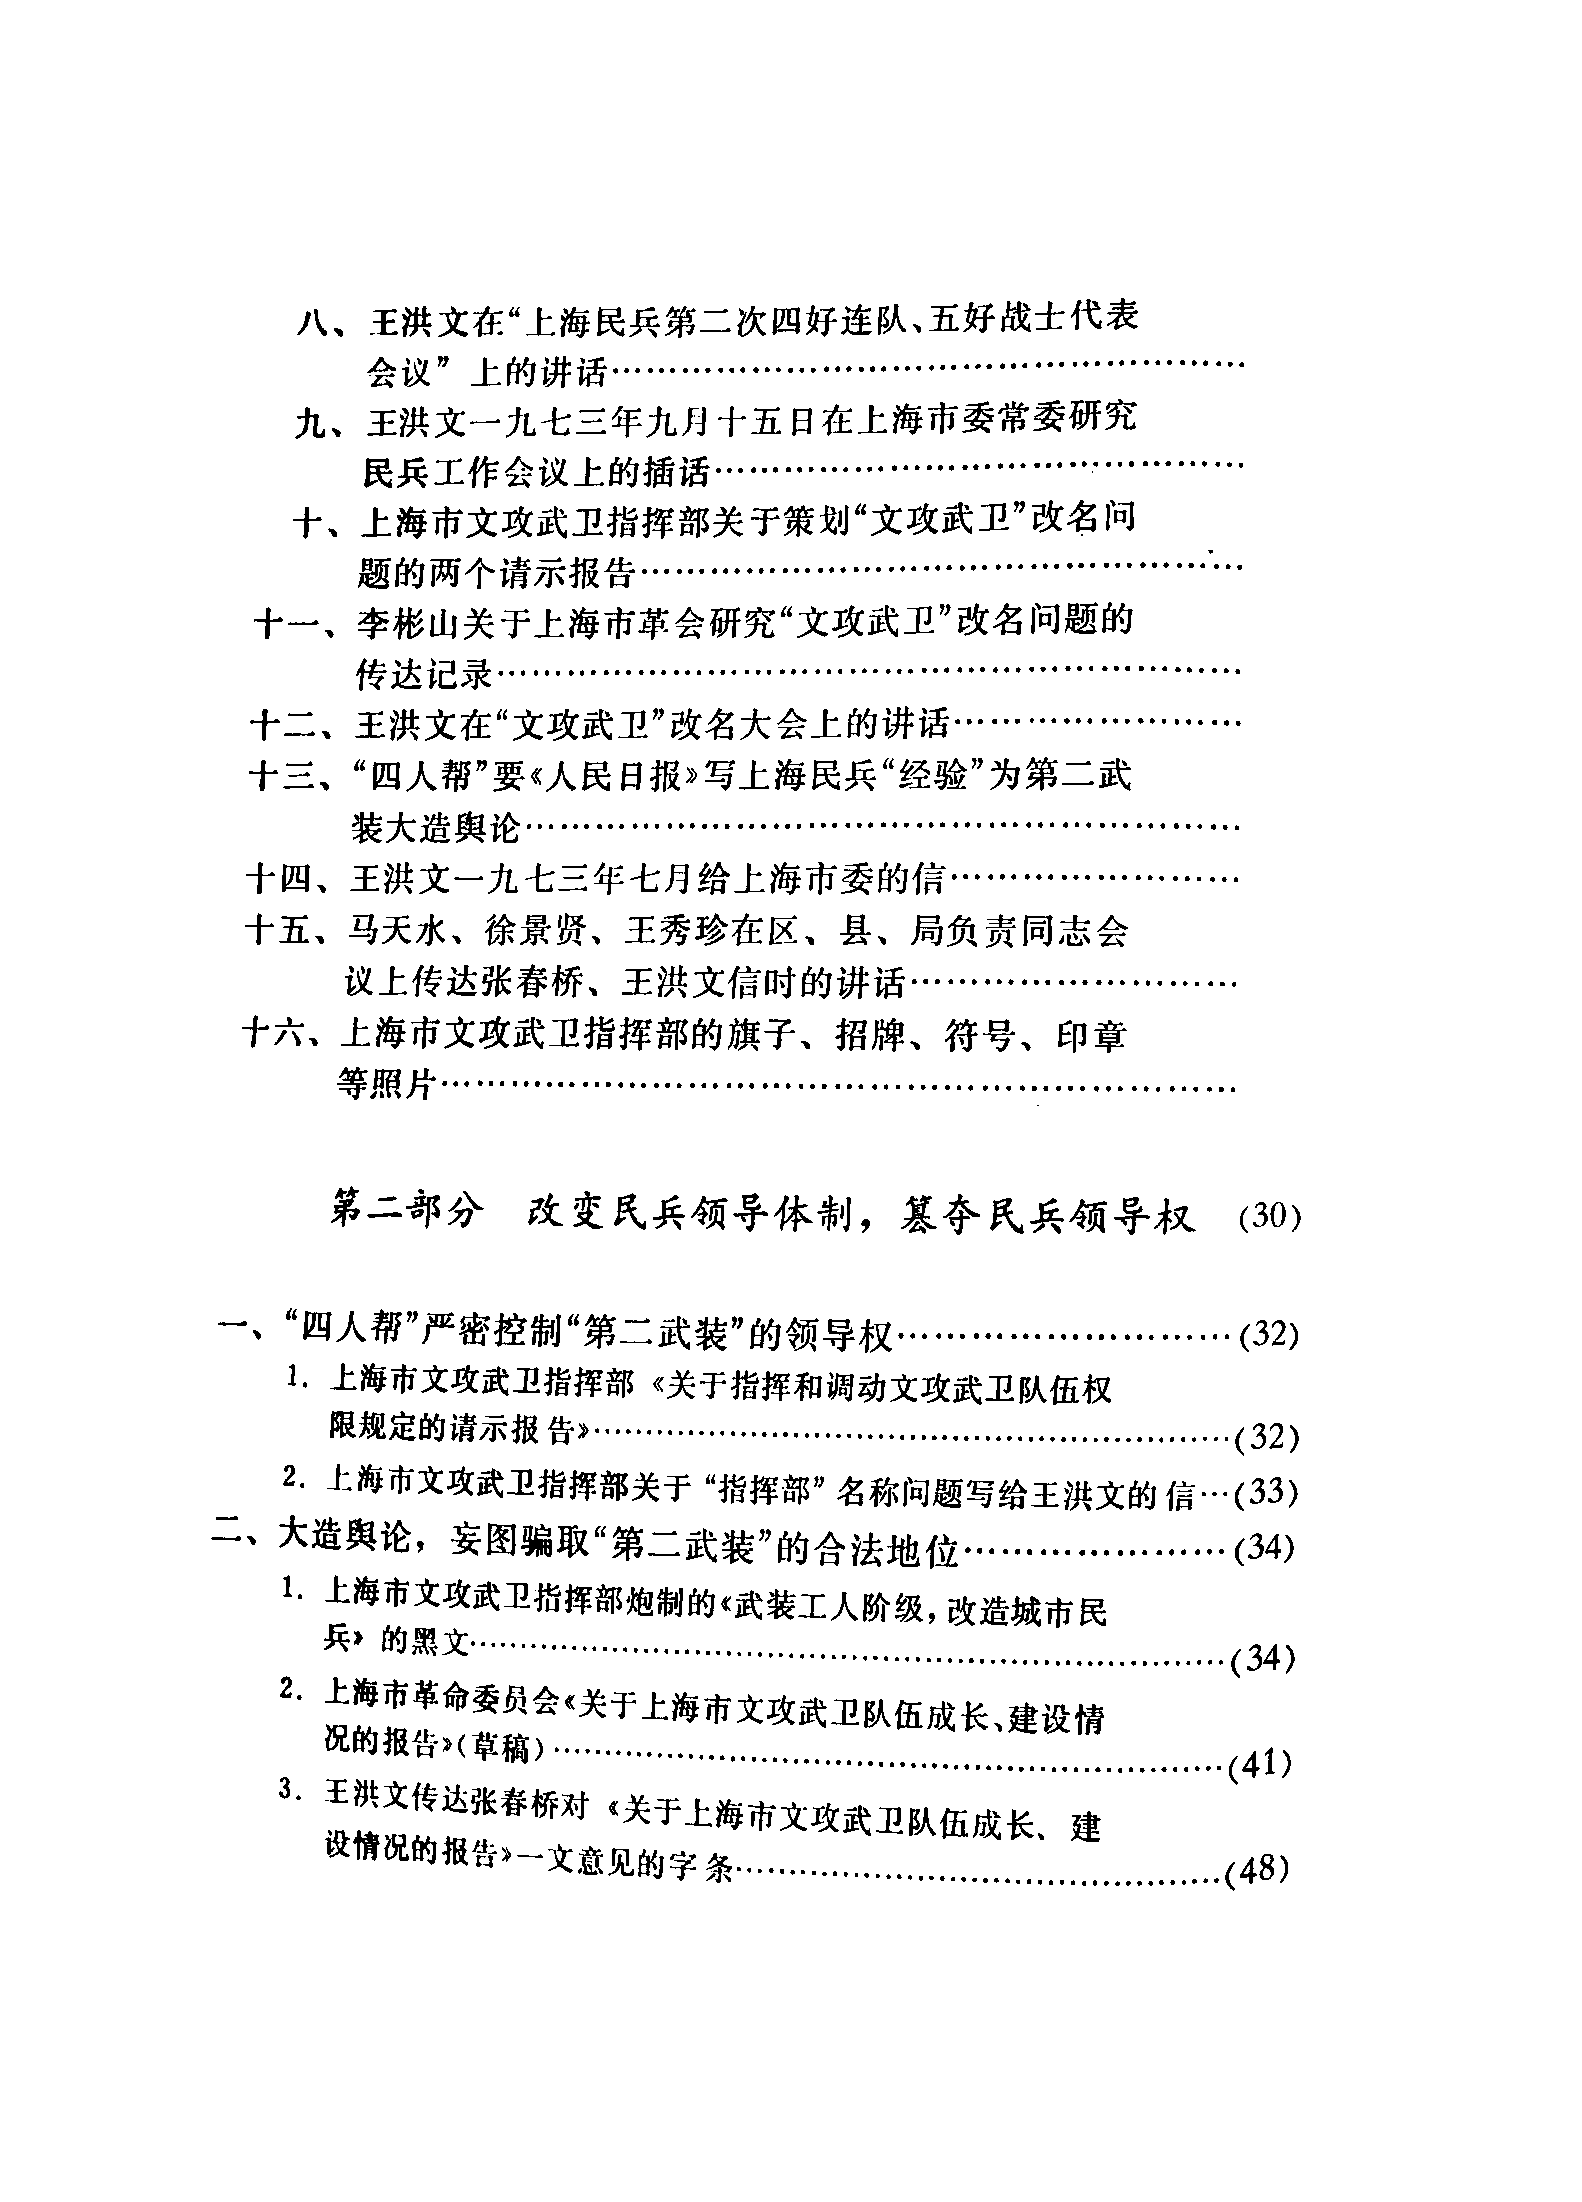 八、王洪文在“上海民兵第二次四好连队、五好战士代表
会议”上的讲话……………………………………………
九、王洪文一九七三年九月十五日在上海市委常委研究
民兵工作会议上的插话……………………………………
十、上海市文攻武卫指挥部关于策划“文攻武卫”改名问
题的两个请示报告…………………………………………
十一、李彬山关于上海市革会研究“文攻武卫”改名问题的
传达记录……………………………………………………
十二、王洪文在“文攻武卫”改名大会上的讲话……………………
十三、“四人帮”要《人民日报》写上海民兵“经验”为第二武
装大造舆论…………………………………………………
十四、王洪文一九七三年七月给上海市委的信……………………
十五、马天水、徐景贤、王秀珍在区、县、局负责同志会
议上传达张春桥、王洪文信时的讲话………………………
十六、上海市文攻武卫指挥部的旗子、招牌、符号、印章
等照片………………………………………………………
第二部分 改变民兵领导体制，篡夺民兵领导权 (30)
一、“四人帮”严密控制“第二武装”的领导权………………………(32)
1. 上海市文攻武卫指挥部《关于指挥和调动文攻武卫队伍权
限规定的请示报告》……………………………………………(32)
2. 上海市文攻武卫指挥部关于“指挥部”名称问题写给王洪文的信…(33)
二、大造舆论，妄图骗取“第二武装”的合法地位…………………(34)
1. 上海市文攻武卫指挥部炮制的《武装工人阶级，改造城市民
兵》的黑文……………………………………………………(34)
2. 上海市革命委员会《关于上海市文攻武卫队伍成长、建设情
况的报告》(草稿)………………………………………………(41)
3. 王洪文传达张春桥对《关于上海市文攻武卫队伍成长、建
设情况的报告》一文意见的字条…………………………………(48)